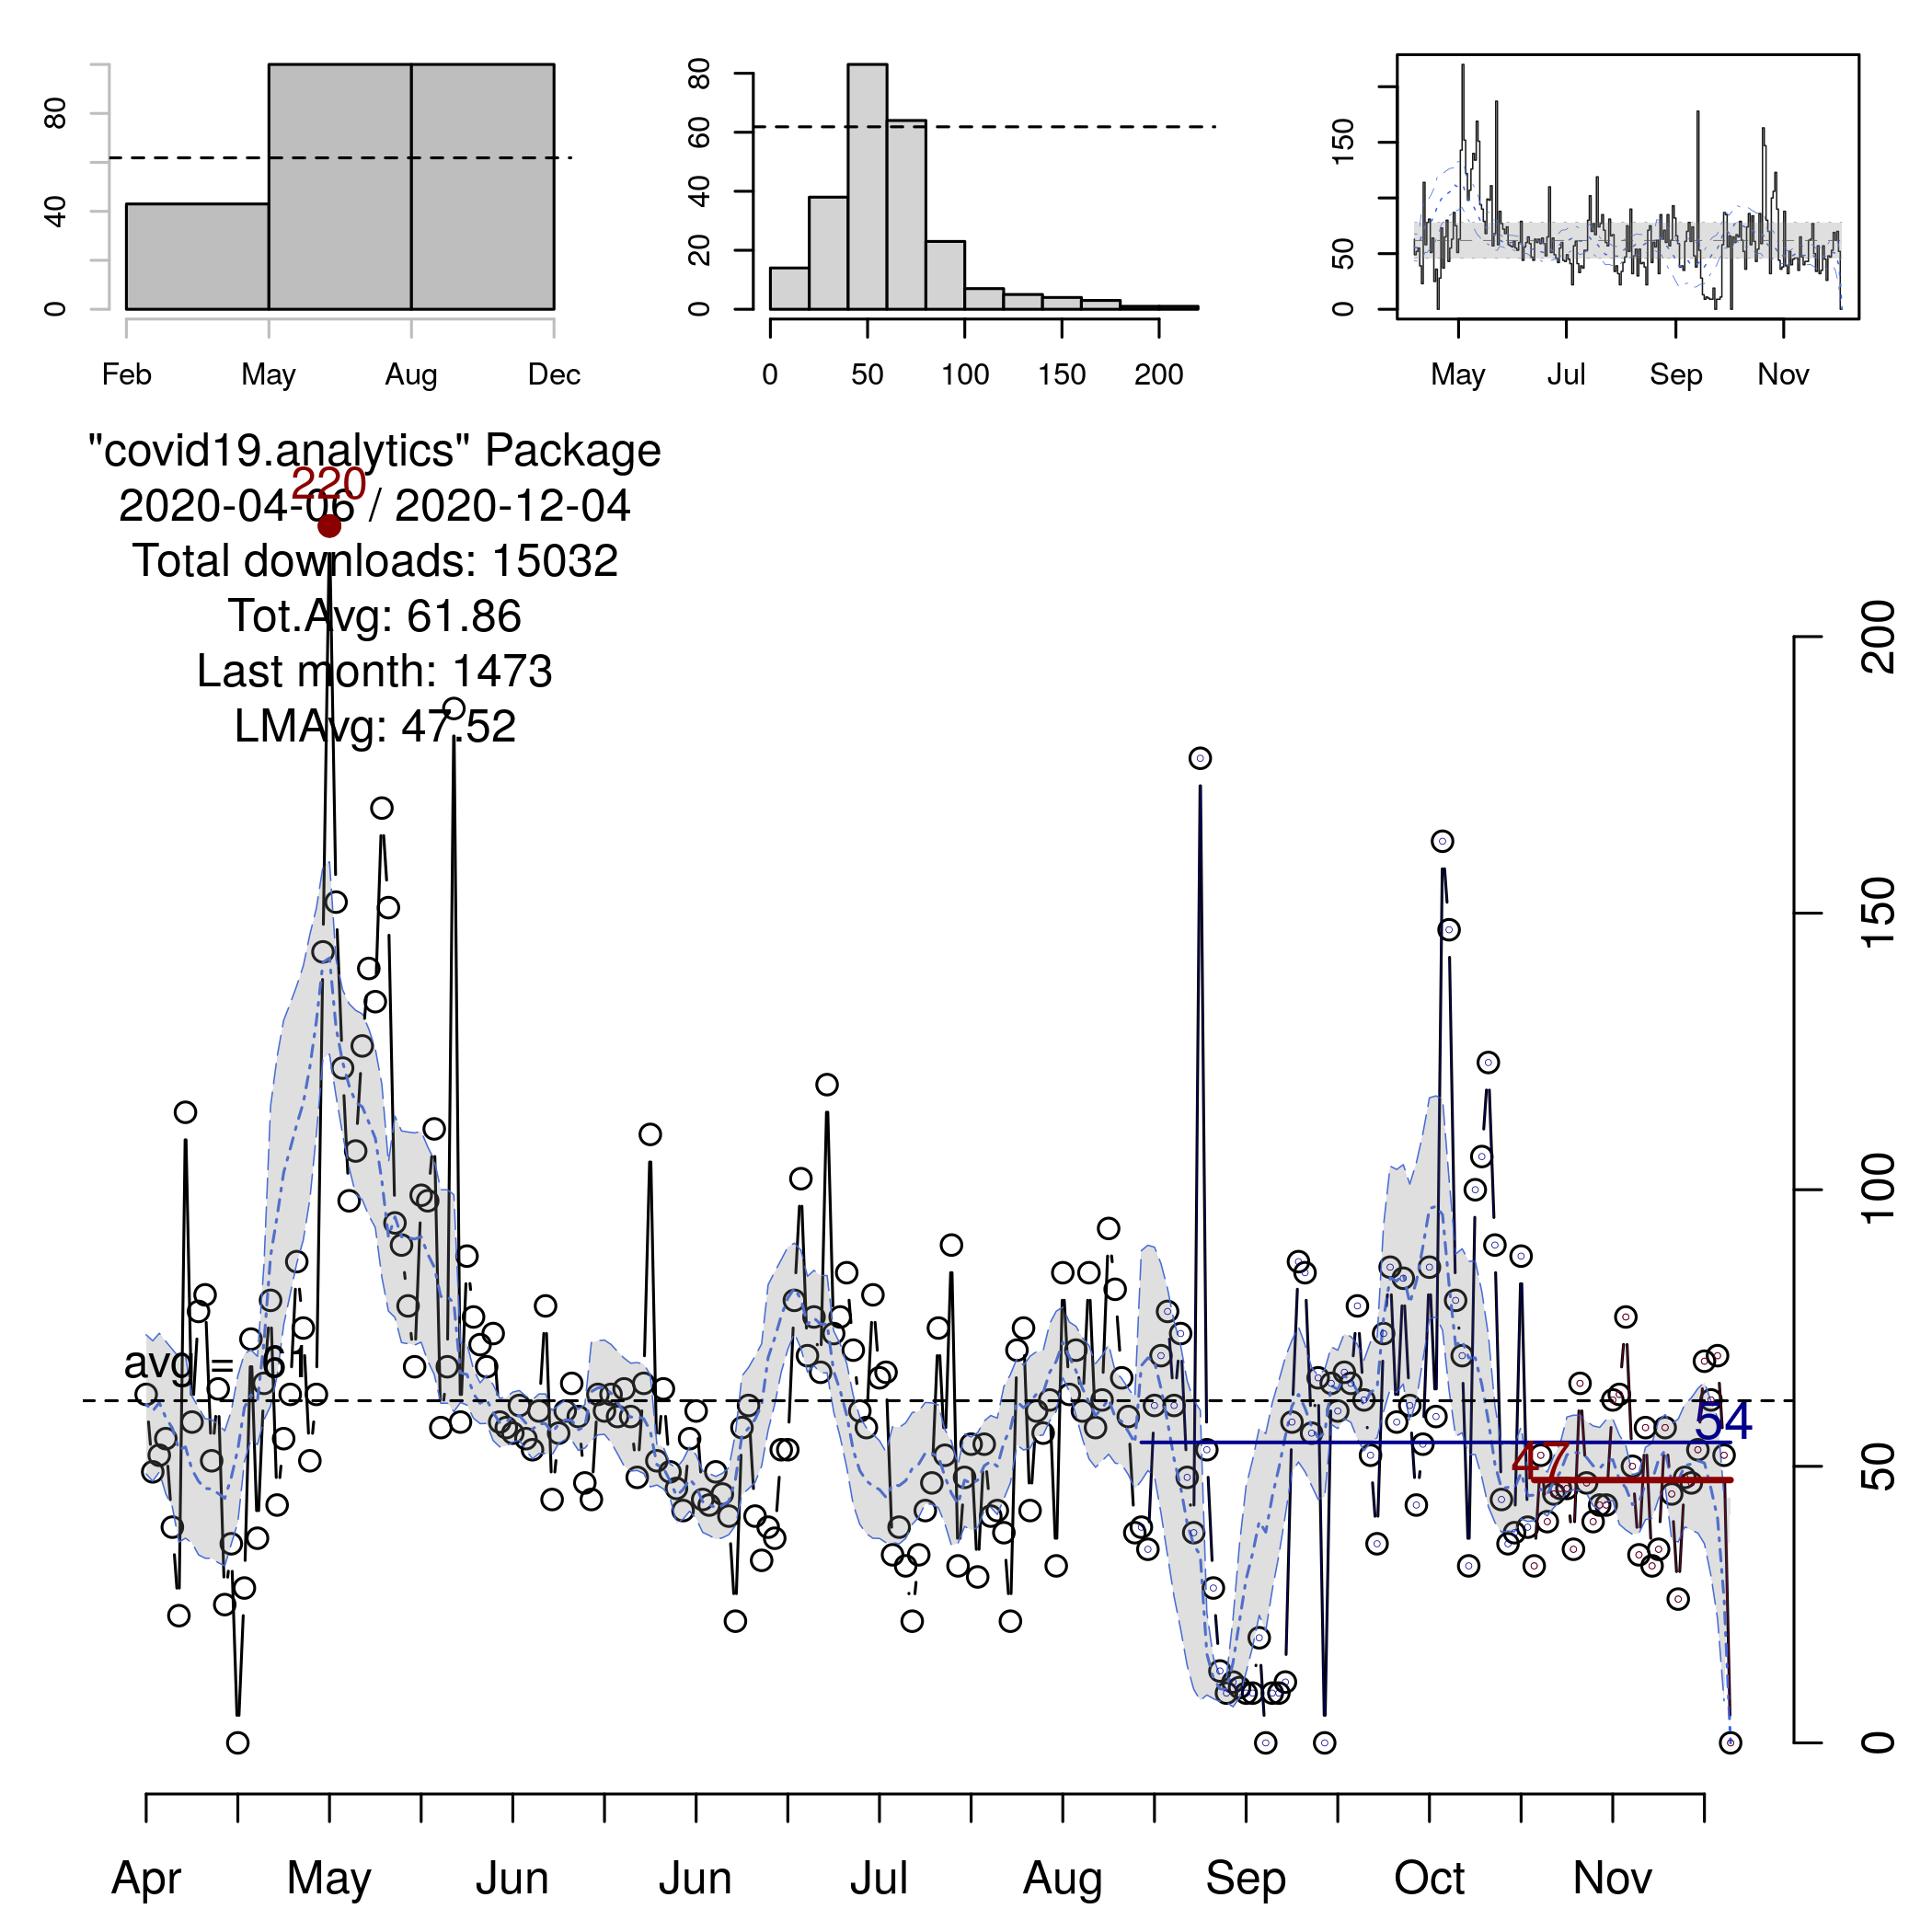 80
40
0
Feb May Aug Dec
80
60
40
20
0
0 50 100 150 200
150
50
0
May Jul Sep Nov
"covid19.analytics" Package
220
2020-04-06 / 2020-12-04
Total downloads: 15032
Tot.Avg: 61.86
Last month: 1473
LMAvg: 47.52
avg = 61
54
47
200
150
100
50
0
Apr May Jun Jun Jul Aug Sep Oct Nov